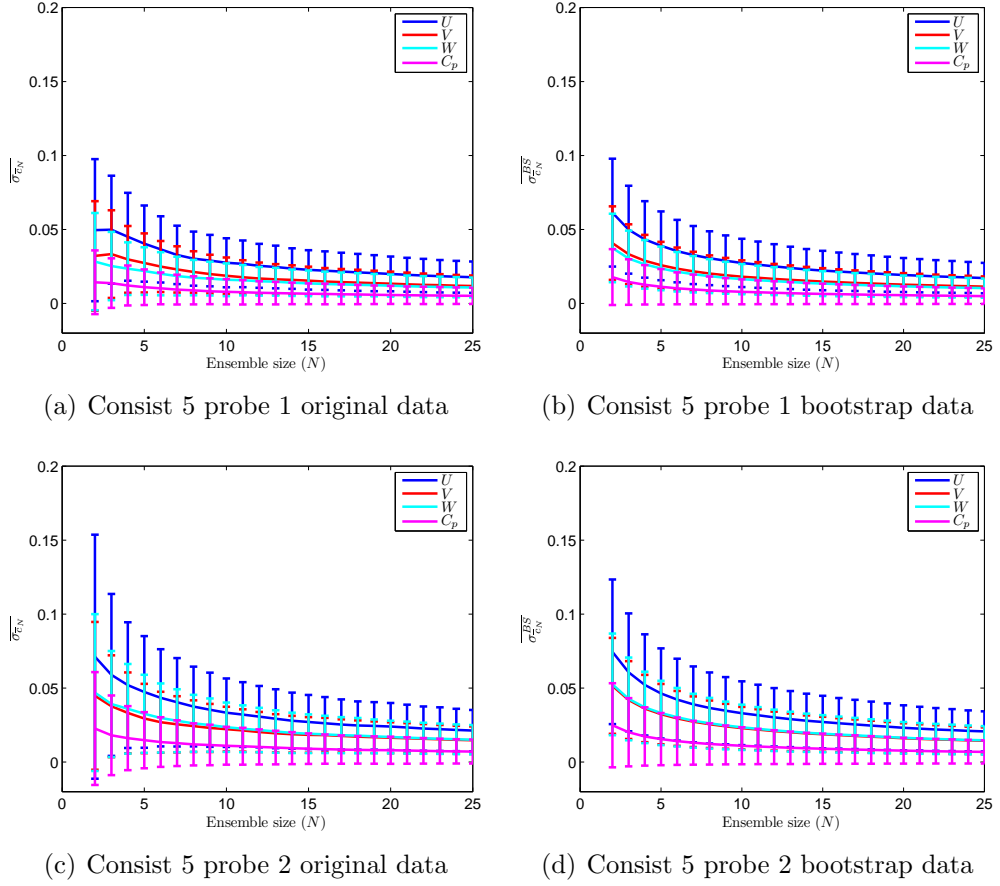 0.2
0.15
0.1
0.05
0
0 5 10 15 20 25
Ensemble size (N)
U
V
W
C_p
(a) Consist 5 probe 1 original data
0.2
0.15
0.1
0.05
0
0 5 10 15 20 25
Ensemble size (N)
U
V
W
C_p
(b) Consist 5 probe 1 bootstrap data
0.2
0.15
0.1
0.05
0
0 5 10 15 20 25
Ensemble size (N)
U
V
W
C_p
(c) Consist 5 probe 2 original data
0.2
0.15
0.1
0.05
0
0 5 10 15 20 25
Ensemble size (N)
U
V
W
C_p
(d) Consist 5 probe 2 bootstrap data